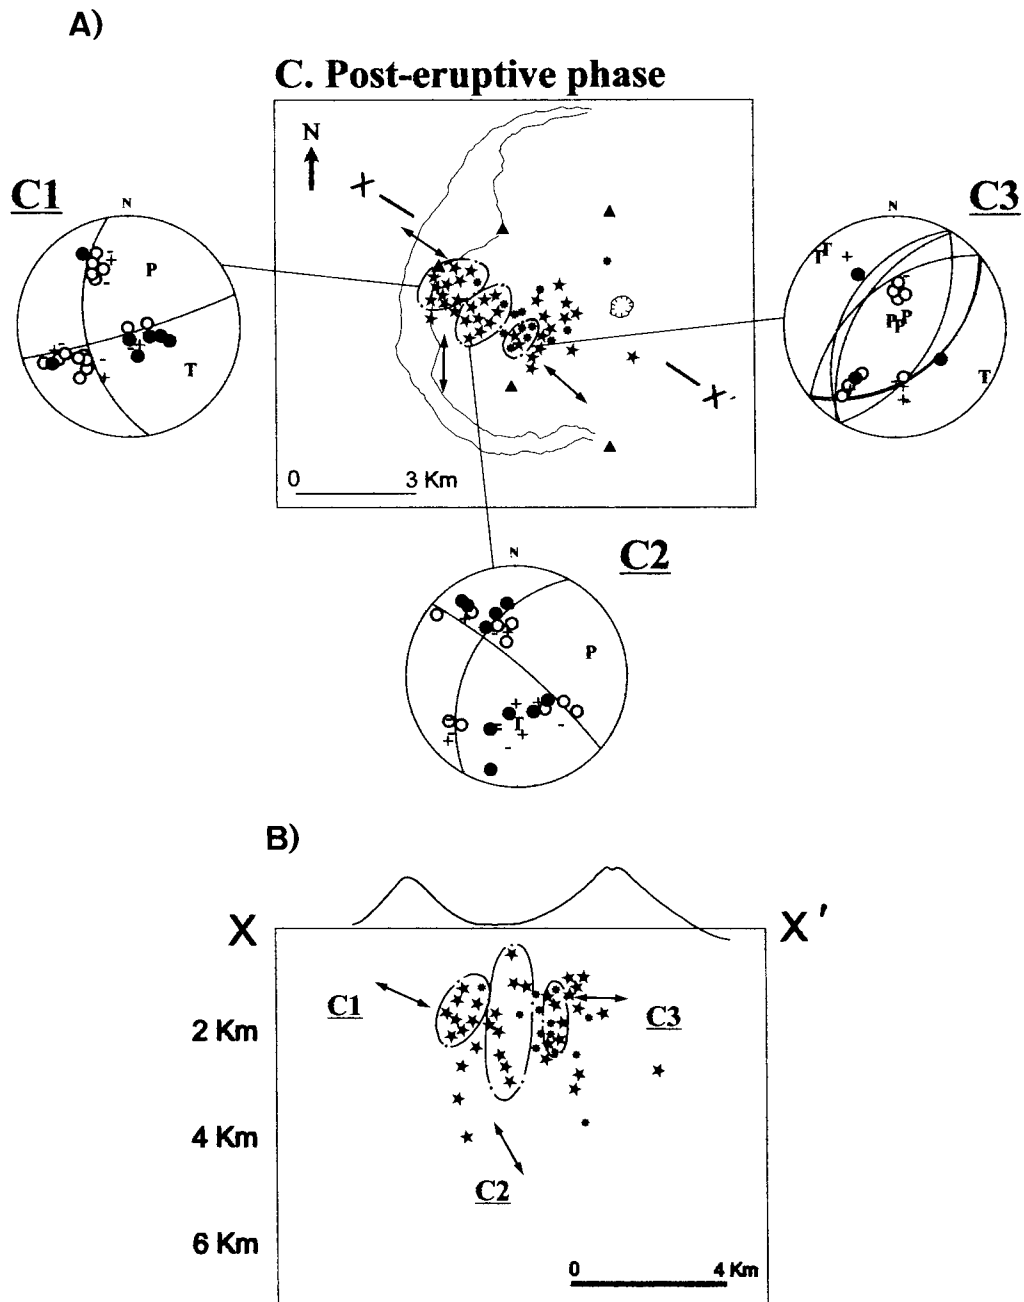 A)
C. Post-eruptive phase
N
X
C1
N
P
T
C3
N
T T
P P P
T
X
0 3 Km
C2
N
P
T
B)
X
X'
C1
C3
2 Km
4 Km
C2
6 Km
0 4 Km